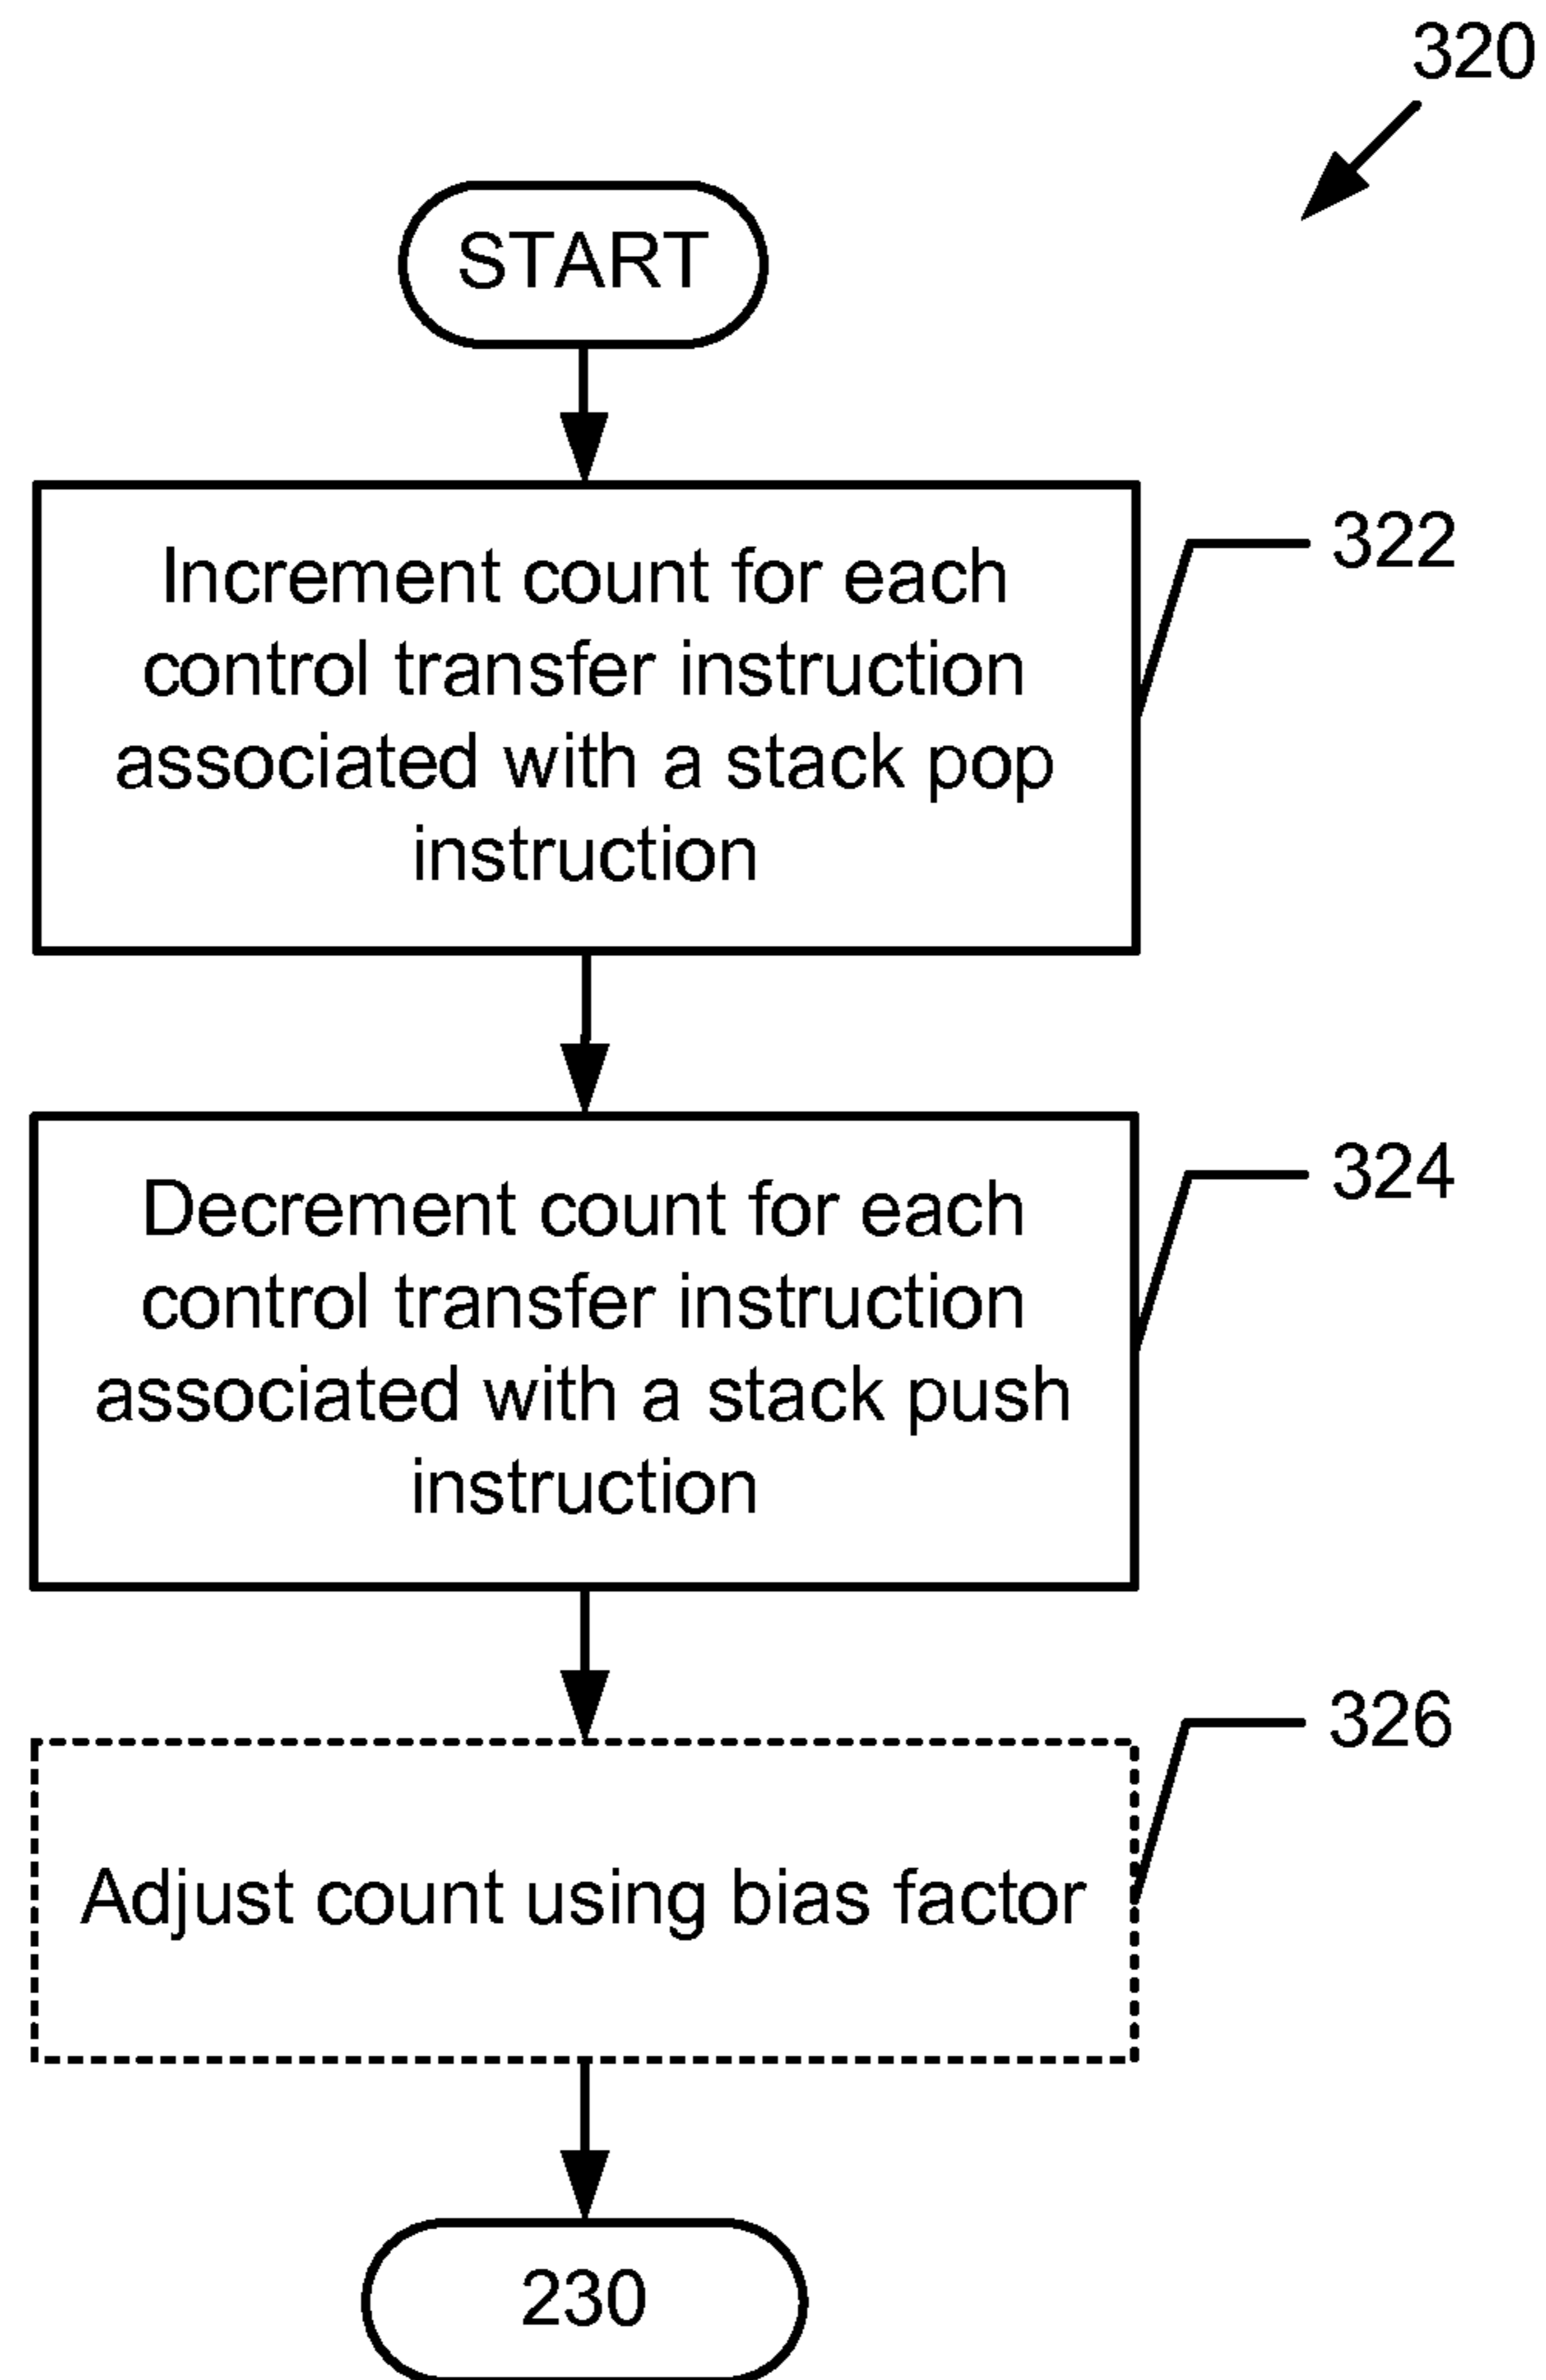 320
START
Increment count for each
control transfer instruction
associated with a stack pop
instruction
322
Decrement count for each
control transfer instruction
associated with a stack push
instruction
324
Adjust count using bias factor
326
230